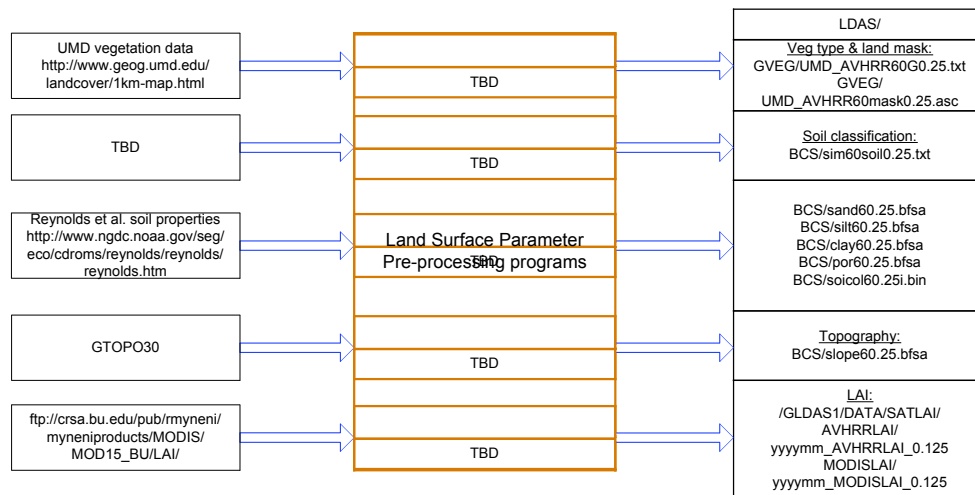 UMD vegetation data
http://www.geog.umd.edu/
landcover/1km-map.html
TBD
Reynolds et al. soil properties
http://www.ngdc.noaa.gov/seg/
eco/cdroms/reynolds/reynolds/
reynolds.htm
GTOPO30
ftp://crsa.bu.edu/pub/rmyneni/
myneniproducts/MODIS/
MOD15_BU/LAI/
TBD
TBD
Land Surface Parameter
Pre-processing programs
TBD
TBD
TBD
LDAS/
Veg type & land mask:
GVEG/UMD_AVHRR60G0.25.txt
GVEG/
UMD_AVHRR60mask0.25.asc
Soil classification:
BCS/sim60soil0.25.txt
BCS/sand60.25.bfsa
BCS/silt60.25.bfsa
BCS/clay60.25.bfsa
BCS/por60.25.bfsa
BCS/soicol60.25i.bin
Topography:
BCS/slope60.25.bfsa
LAI:
/GLDAS1/DATA/SATLAI/
AVHRRLAI/
yyyymm_AVHRRLAI_0.125
MODISLAI/
yyyymm_MODISLAI_0.125